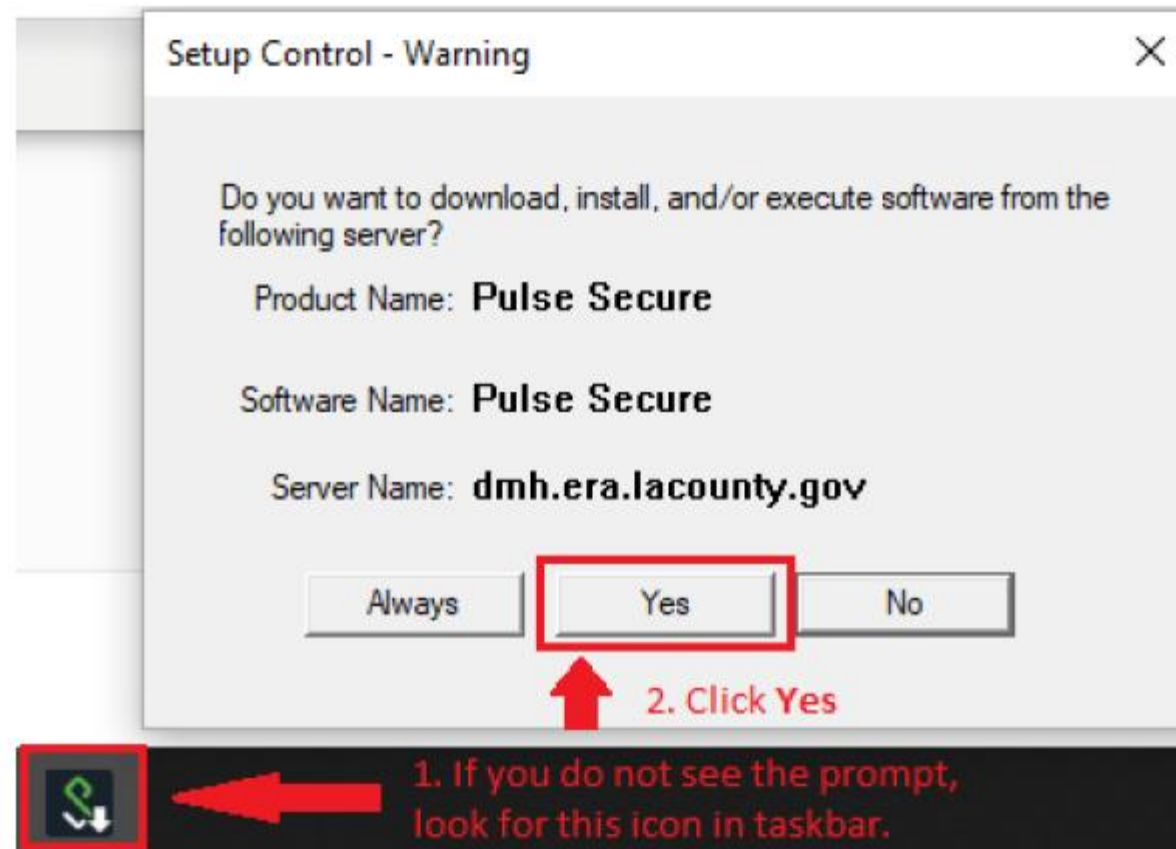 Setup Control - Warning
Do you want to download, install, and/or execute software from the
following server?
Product Name: Pulse Secure
Software Name: Pulse Secure
Server Name: dmh.era.lacounty.gov
Always Yes No
2. Click Yes
1. If you do not see the prompt,
look for this icon in taskbar.